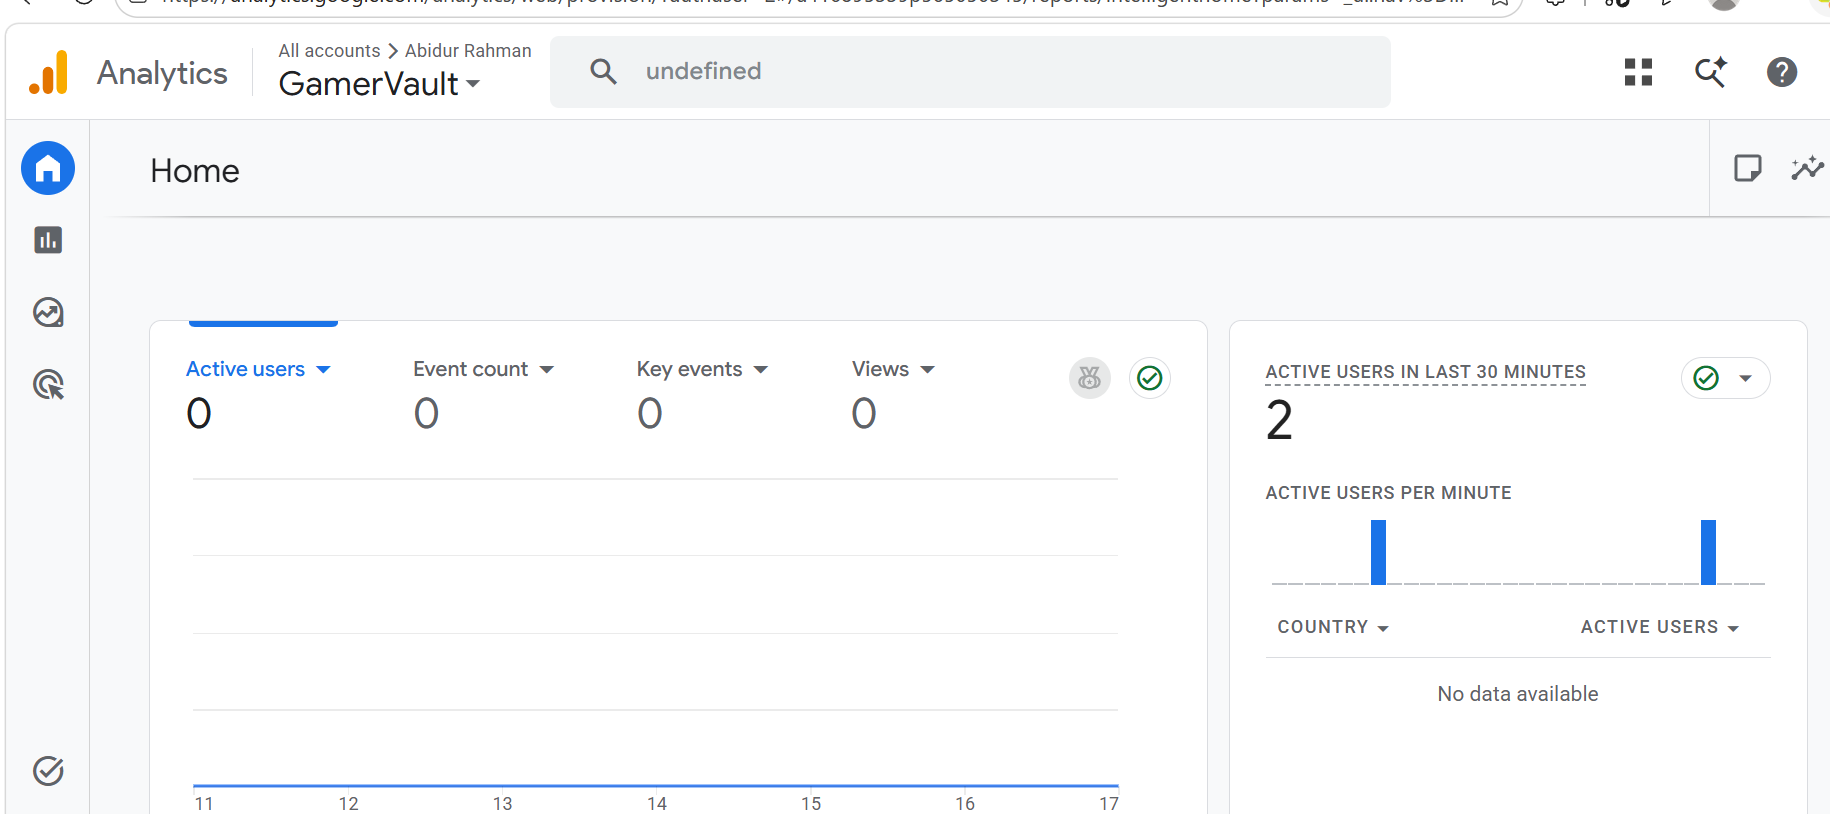 Analytics
All accounts > Abidur Rahman
GamerVault
undefined
Home
Active users
0
Event count
0
Key events
0
Views
0
11 12 13 14 15 16 17
ACTIVE USERS IN LAST 30 MINUTES
2
ACTIVE USERS PER MINUTE
COUNTRY ACTIVE USERS
No data available